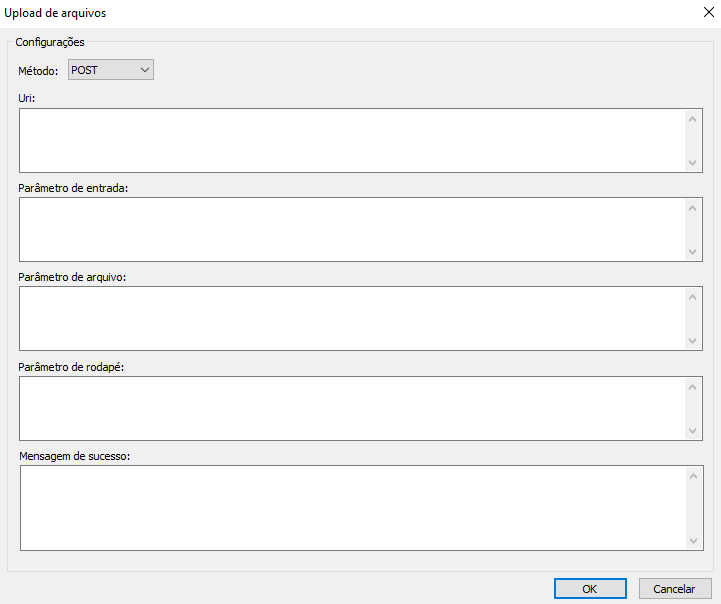 Upload de arquivos
Configurações
Método: POST
Uri:
Parâmetro de entrada:
Parâmetro de arquivo:
Parâmetro de rodapé:
Mensagem de sucesso:
OK Cancelar